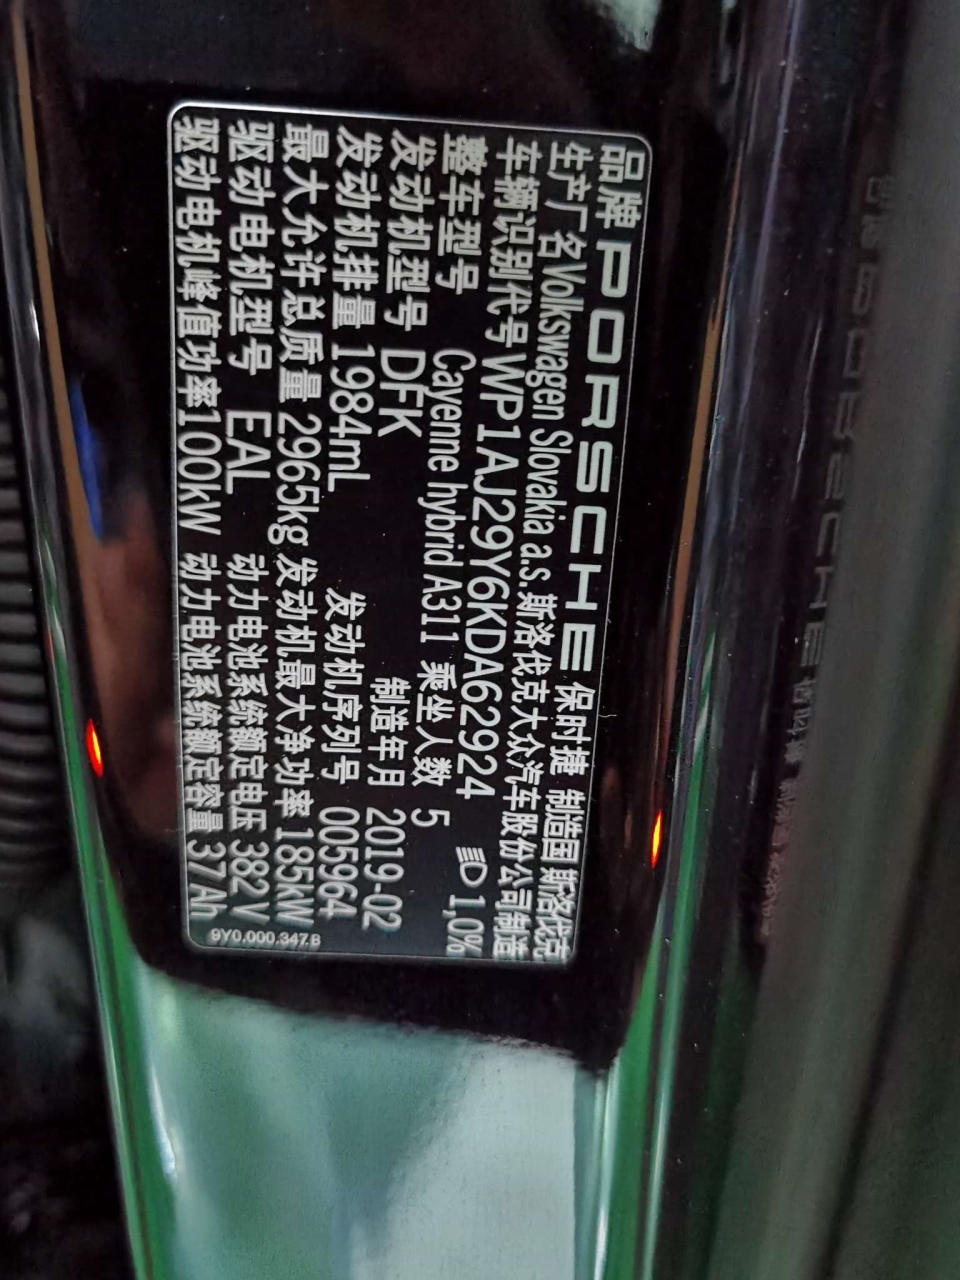 品牌 PORSCHE 保时捷 制造国 斯洛伐克
生产厂名 Volkswagen Slovakia a.s. 斯洛伐克大众汽车股份公司制造
车辆识别代号 WP1AJ29Y6KDA62924
整车型号 Cayenne hybrid A311 乘坐人数 5 1,0%
发动机型号 DFK 制造年月 2019-02
发动机排量 1984mL 发动机序列号 005964
最大允许总质量 2965kg 发动机最大净功率 185kW
驱动电机型号 EAL 动力电池系统额定电压 382V
驱动电机峰值功率 100kW 动力电池系统额定容量 37Ah
9Y0.000.347.B